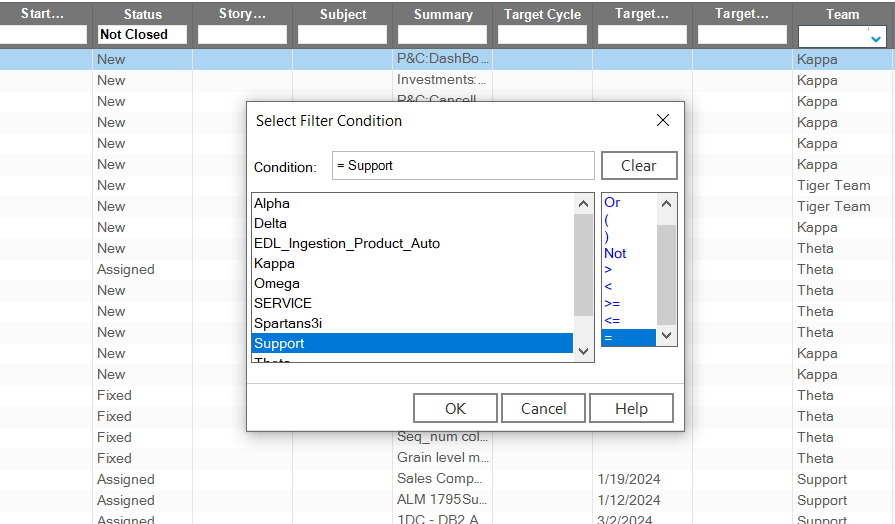 Start... Status Story... Subject Summary Target Cycle Target... Target... Team
Not Closed
New P&C:DashBo... Kappa
New Investments:... Kappa
New P&C:Cancell Kappa
New Kappa
New Kappa
New Kappa
New Tiger Team
New Tiger Team
New Kappa
New Theta
Assigned Theta
New Theta
New Theta
New Theta
New Kappa
New Kappa
Fixed Theta
Fixed Theta
Fixed Seq_num col... Theta
Fixed Grain level m... Theta
Assigned Sales Comp... 1/19/2024 Support
Assigned ALM 1795Su... 1/12/2024 Support
Assigned 1DC - DB2 A 3/2/2024 Support
Select Filter Condition
Condition: = Support Clear
Alpha
Delta
EDL_Ingestion_Product_Auto
Kappa
Omega
SERVICE
Spartans3i
Support
Theta
Or
(
)
Not
>
<
>=
<=
=
OK Cancel Help